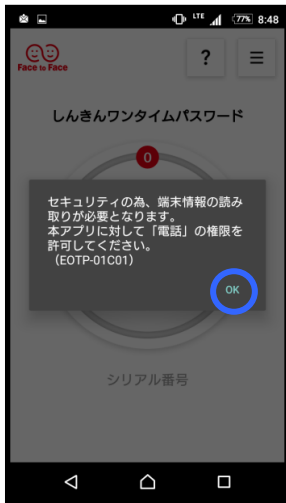 LTE 77% 8:48
Face to Face
?
しんきんワンタイムパスワード
0
セキュリティの為、端末情報の読み
取りが必要となります。
本アプリに対して「電話」の権限を
許可してください。
（EOTP-01C01）
OK
シリアル番号